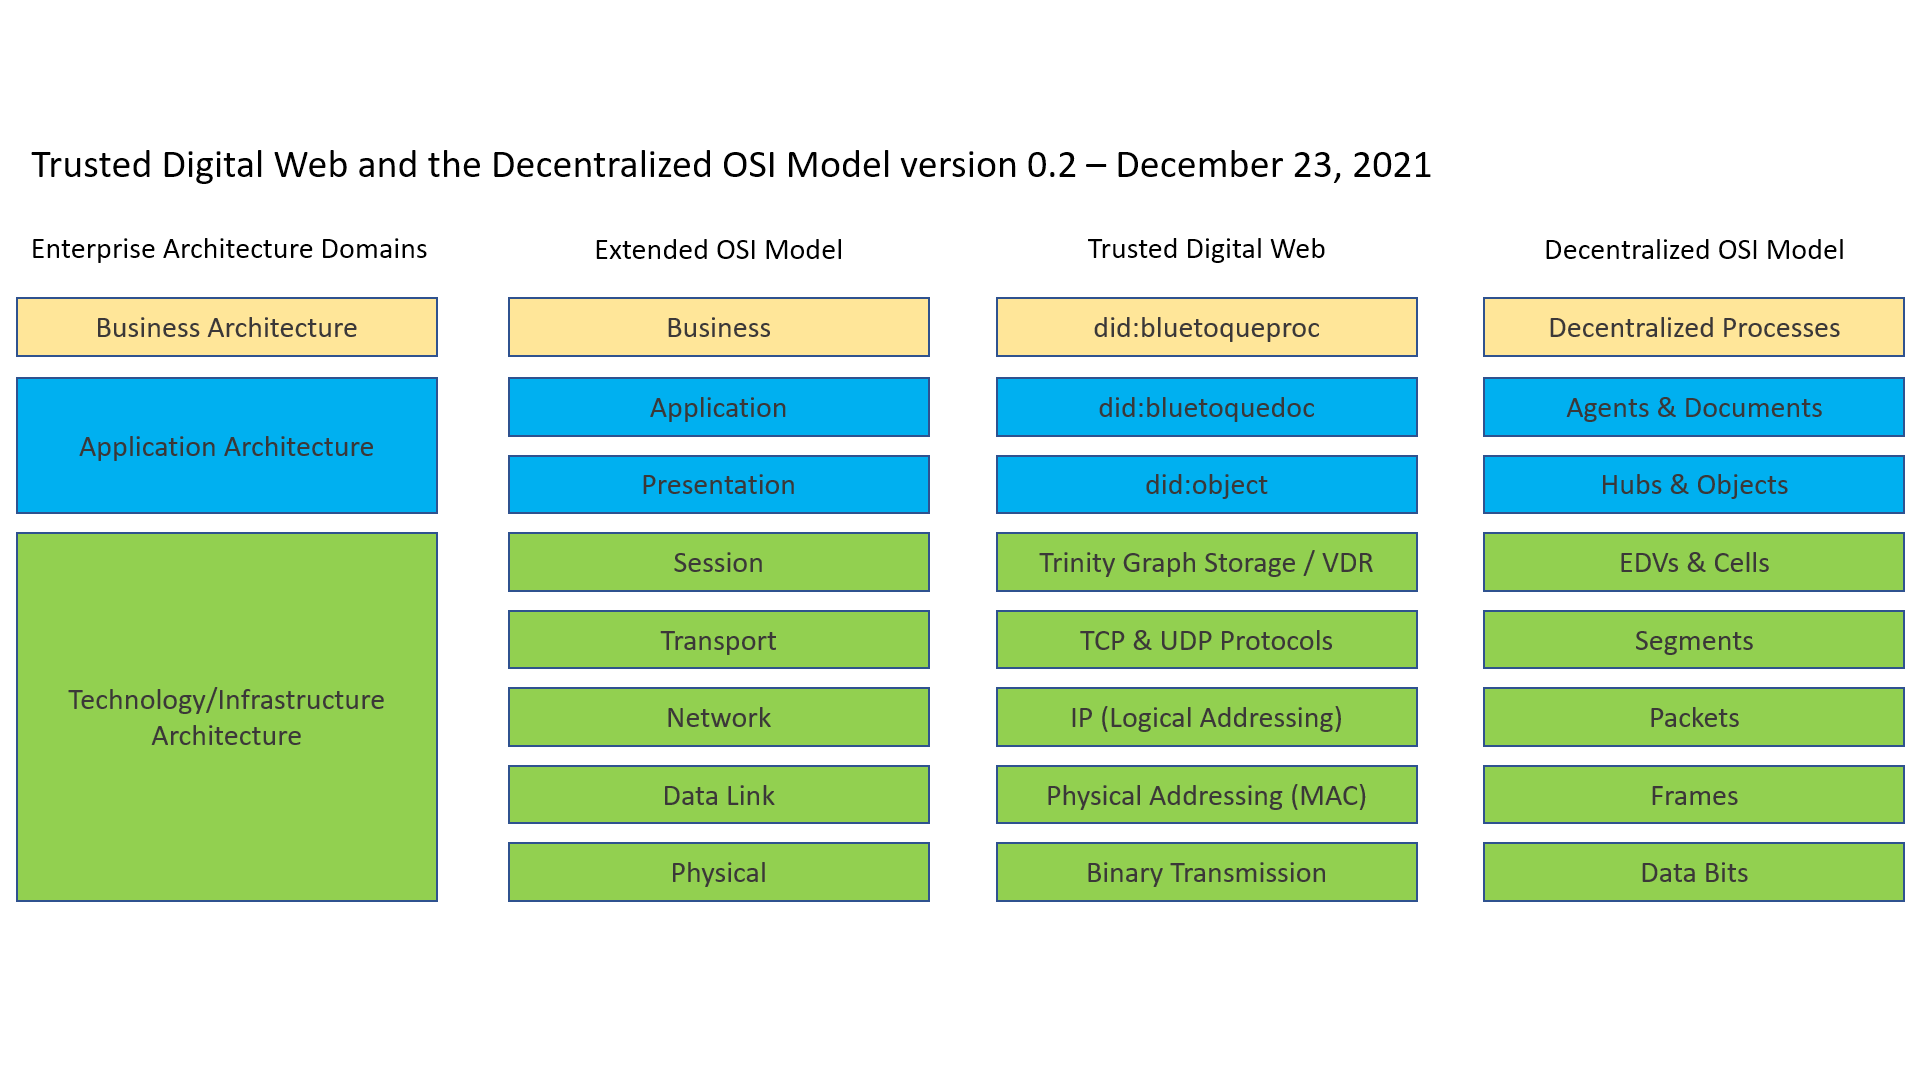 Trusted Digital Web and the Decentralized OSI Model version 0.2 – December 23, 2021
Enterprise Architecture Domains
Extended OSI Model
Trusted Digital Web
Decentralized OSI Model
Business Architecture
Business
did:bluetoqueproc
Decentralized Processes
Application Architecture
Application
did:bluetoquedoc
Agents & Documents
Presentation
did:object
Hubs & Objects
Technology/Infrastructure
Architecture
Session
Trinity Graph Storage / VDR
EDVs & Cells
Transport
TCP & UDP Protocols
Segments
Network
IP (Logical Addressing)
Packets
Data Link
Physical Addressing (MAC)
Frames
Physical
Binary Transmission
Data Bits